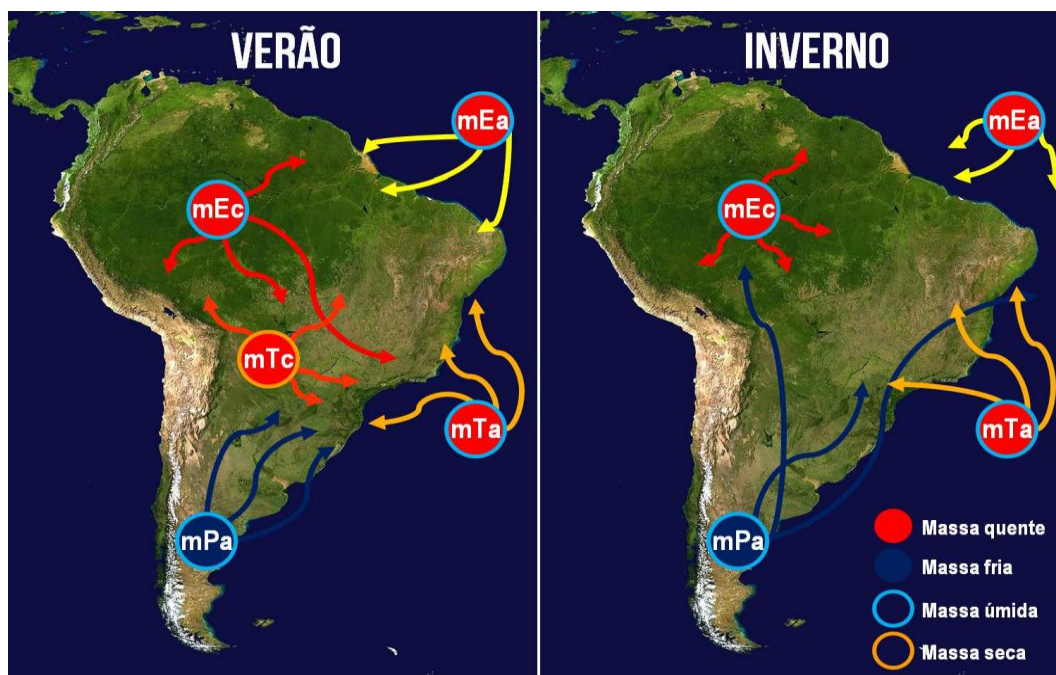 VERÃO
mEa
mEc
mTc
mTa
mPa
INVERNO
mEa
mEc
mTa
mPa
Massa quente
Massa fria
Massa úmida
Massa seca